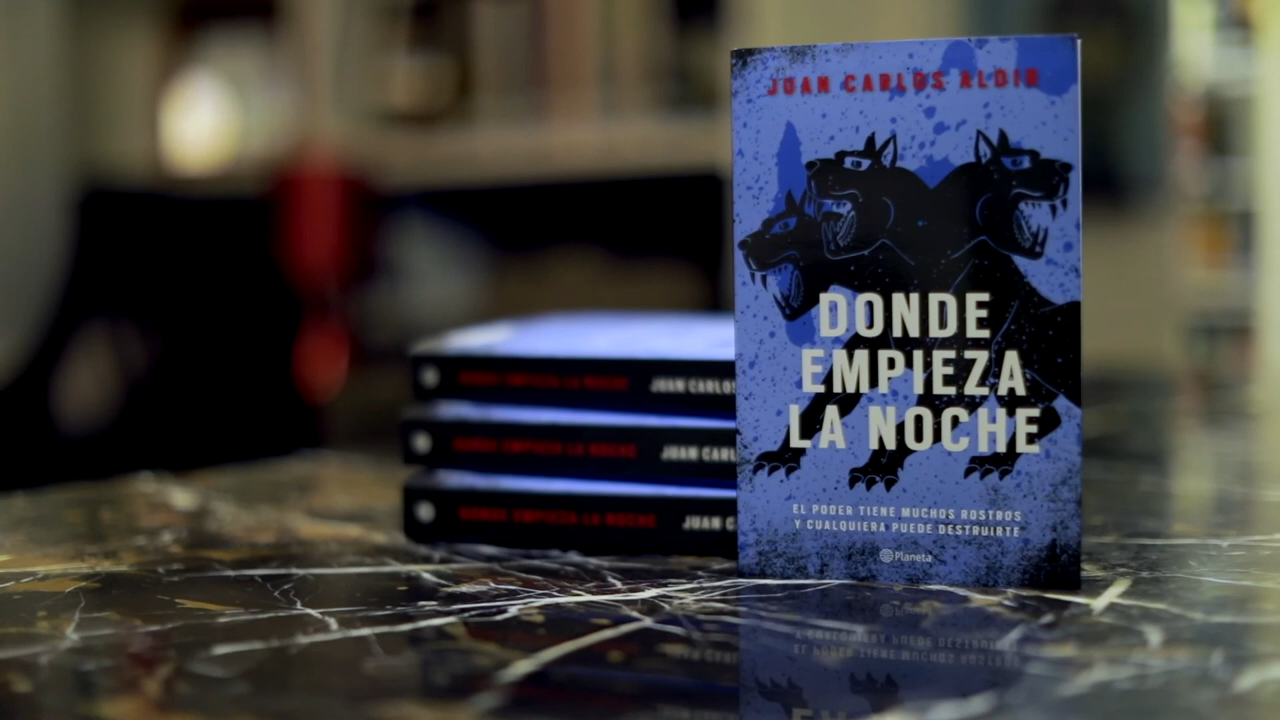 JUAN CARLOS ALDIR
DONDE
EMPIEZA
LA NOCHE
EL PODER TIENE MUCHOS ROSTROS
Y CUALQUIERA PUEDE DESTRUIRTE
Planeta
DONDE EMPIEZA LA NOCHE JUAN CARLOS
DONDE EMPIEZA LA NOCHE JUAN CARL
DONDE EMPIEZA LA NOCHE JUAN C